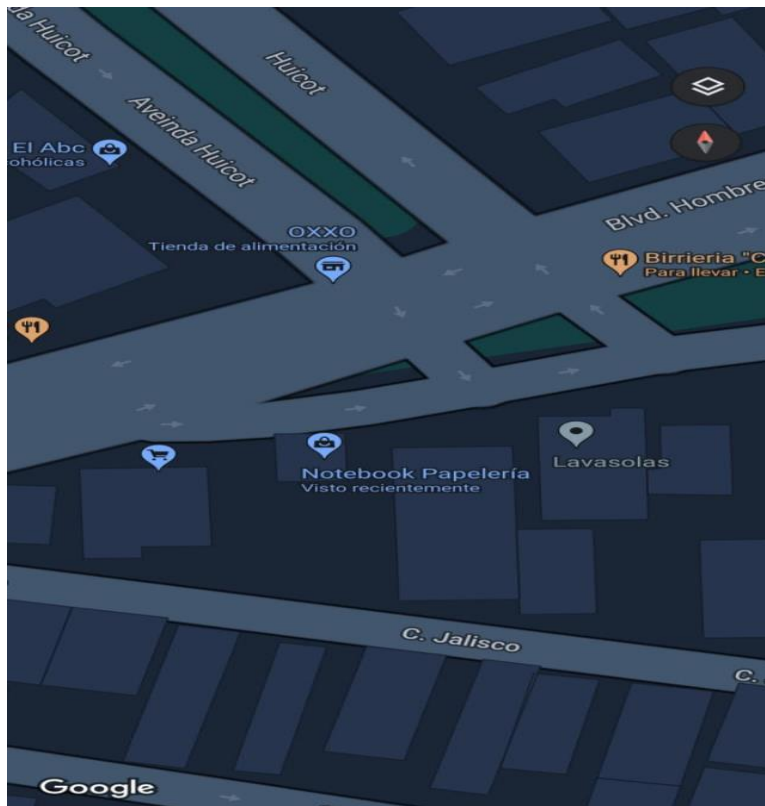 da Huicot
Huicot
Aveinda Huicot
El Abc
ohólicas
Blvd. Hombre
OXXO
Tienda de alimentación
Birrieria "C
Para llevar · E
Notebook Papelería
Visto recientemente
Lavasolas
C. Jalisco
C.
Google